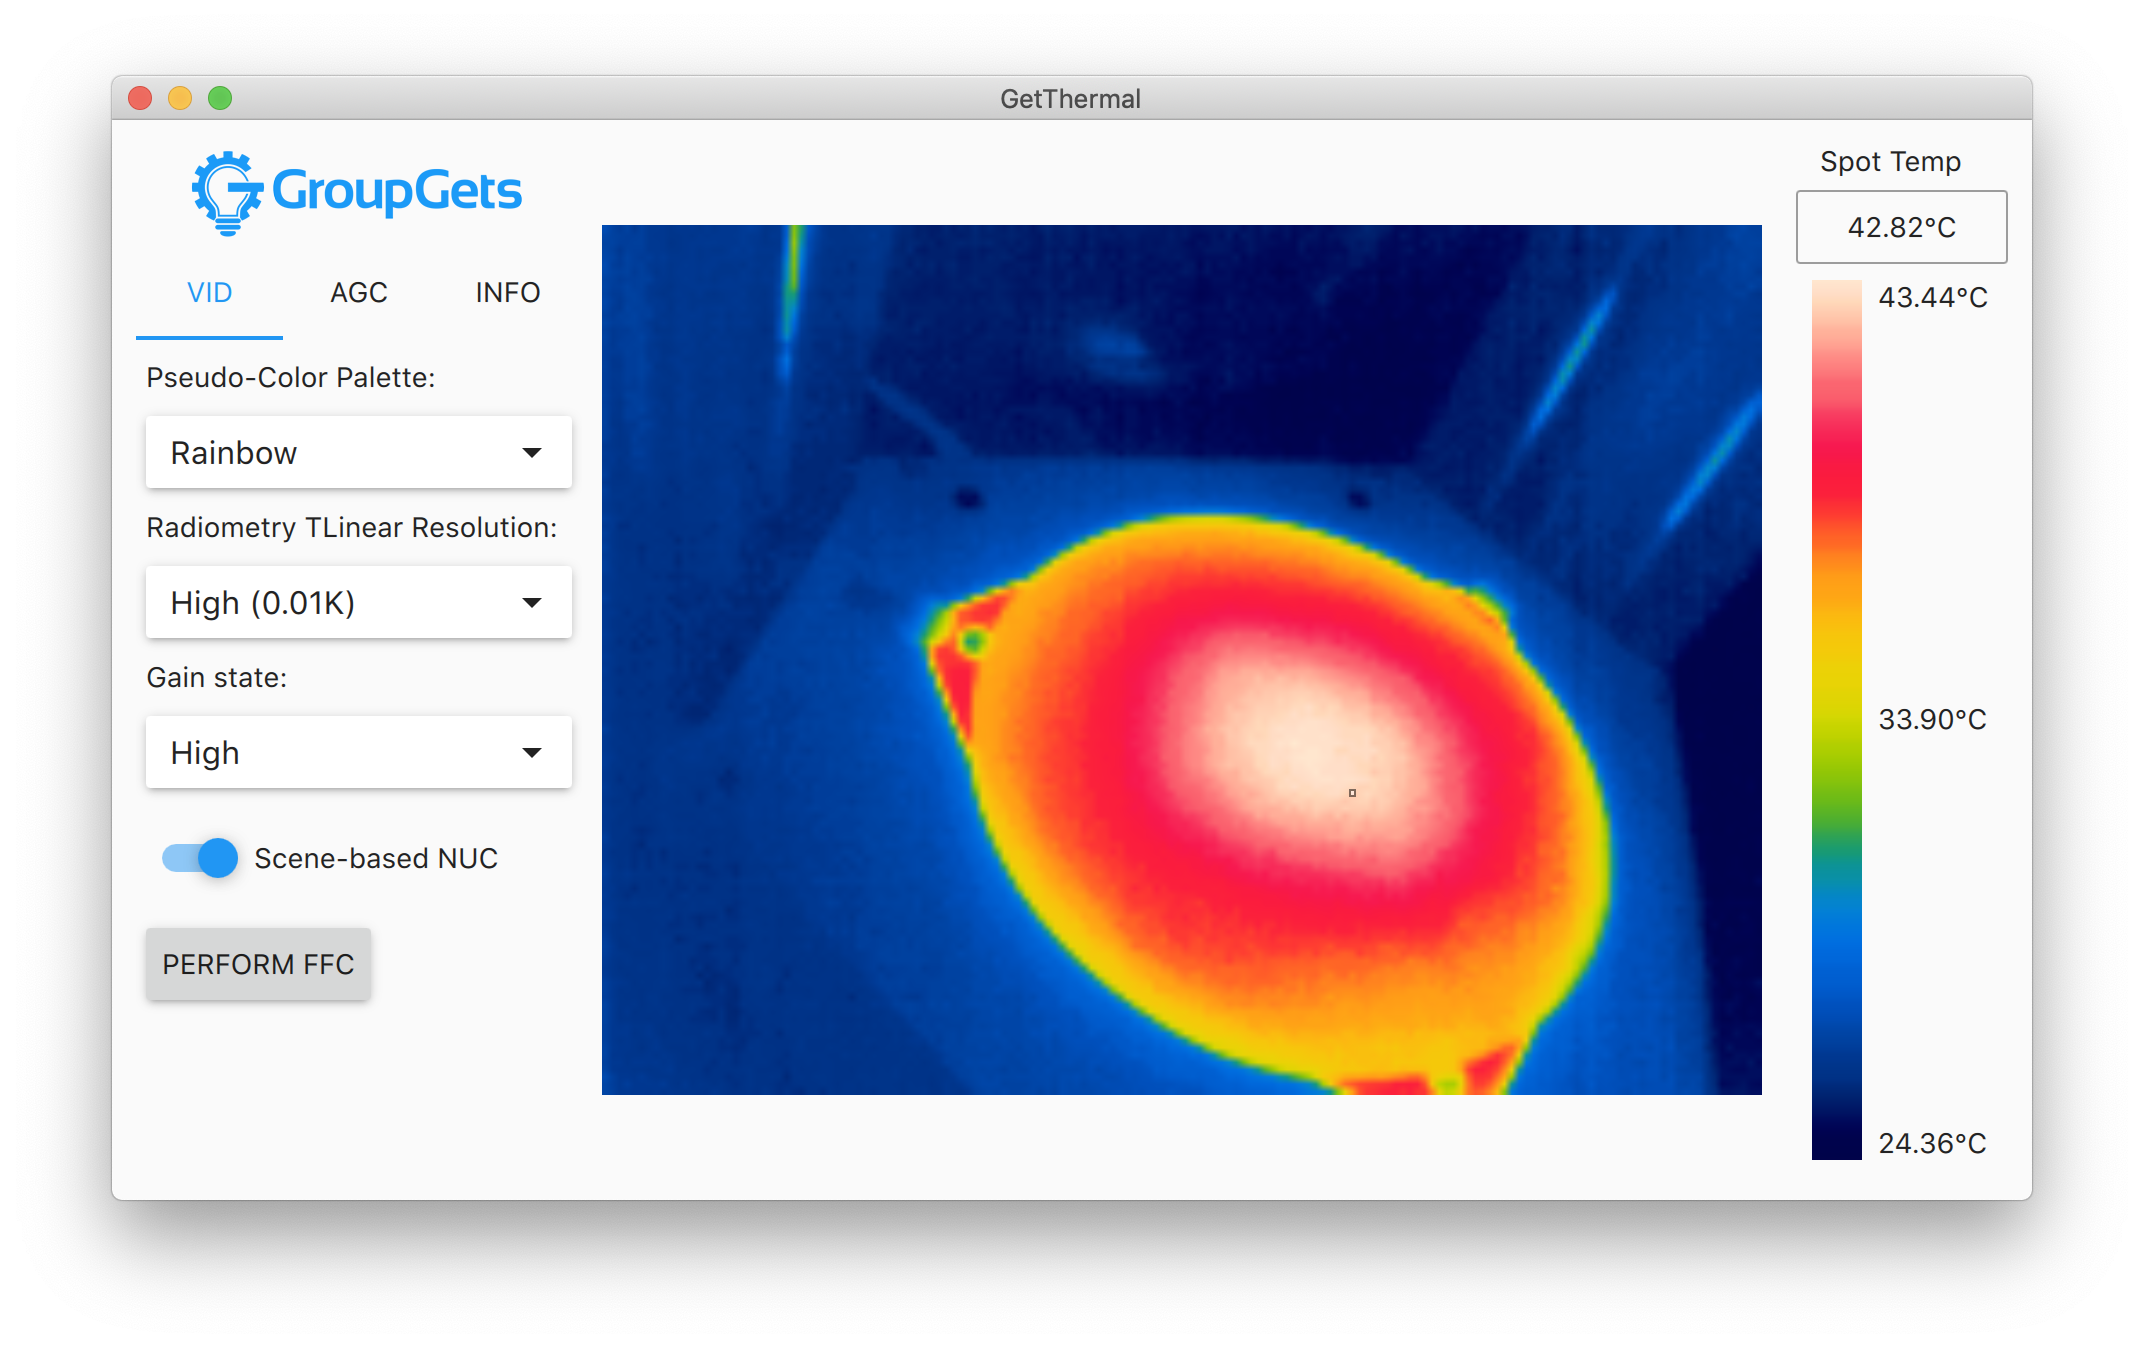 GetThermal
GroupGets
VID AGC INFO
Pseudo-Color Palette:
Rainbow
Radiometry TLinear Resolution:
High (0.01K)
Gain state:
High
Scene-based NUC
PERFORM FFC
Spot Temp
42.82°C
43.44°C
33.90°C
24.36°C